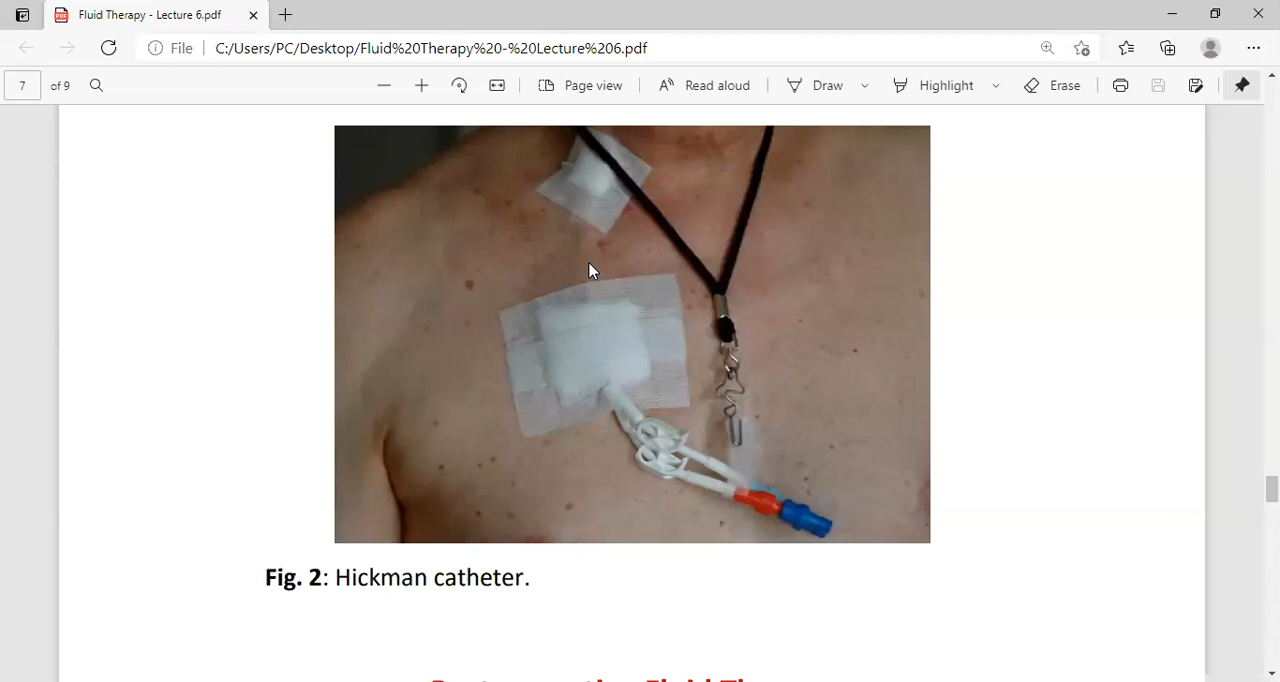 Fluid Therapy - Lecture 6.pdf
File C:/Users/PC/Desktop/Fluid%20Therapy%20-%20Lecture%206.pdf
7 of 9 Page view Read aloud Draw Highlight Erase
Fig. 2: Hickman catheter.